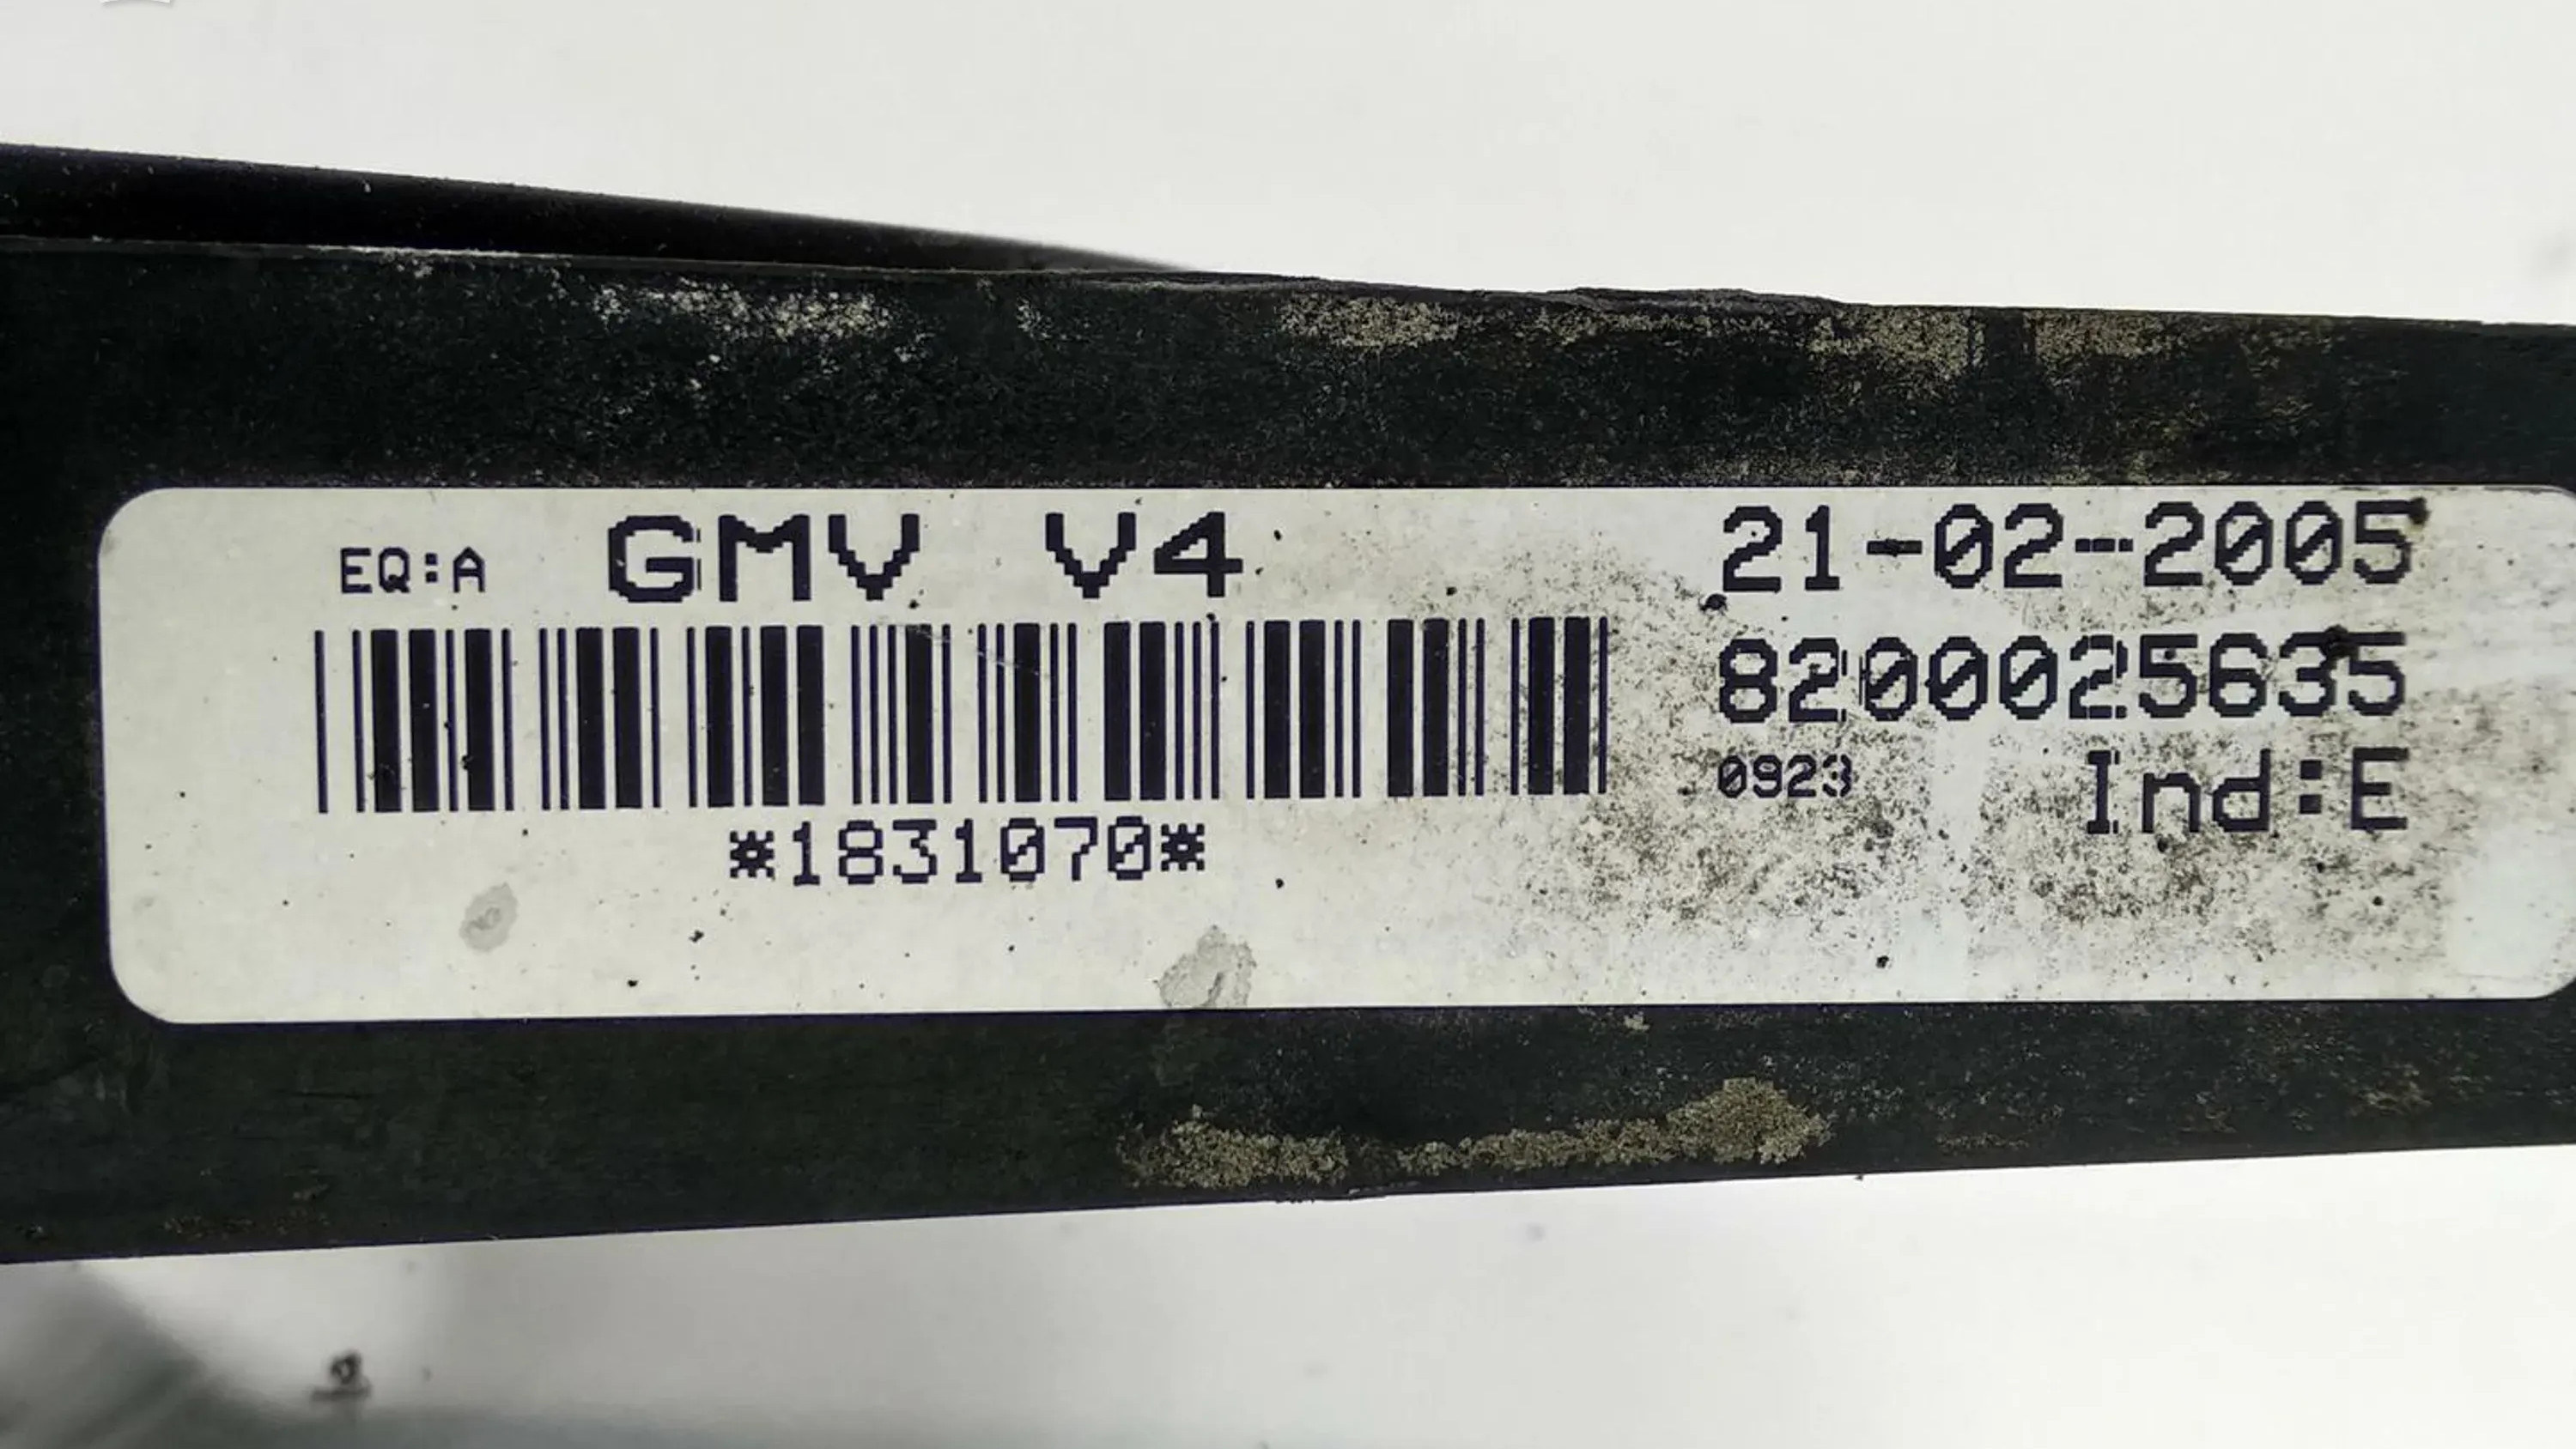 EQ:A GMV V4
*1831070*
21-02-2005
8200025635
0923 Ind:E